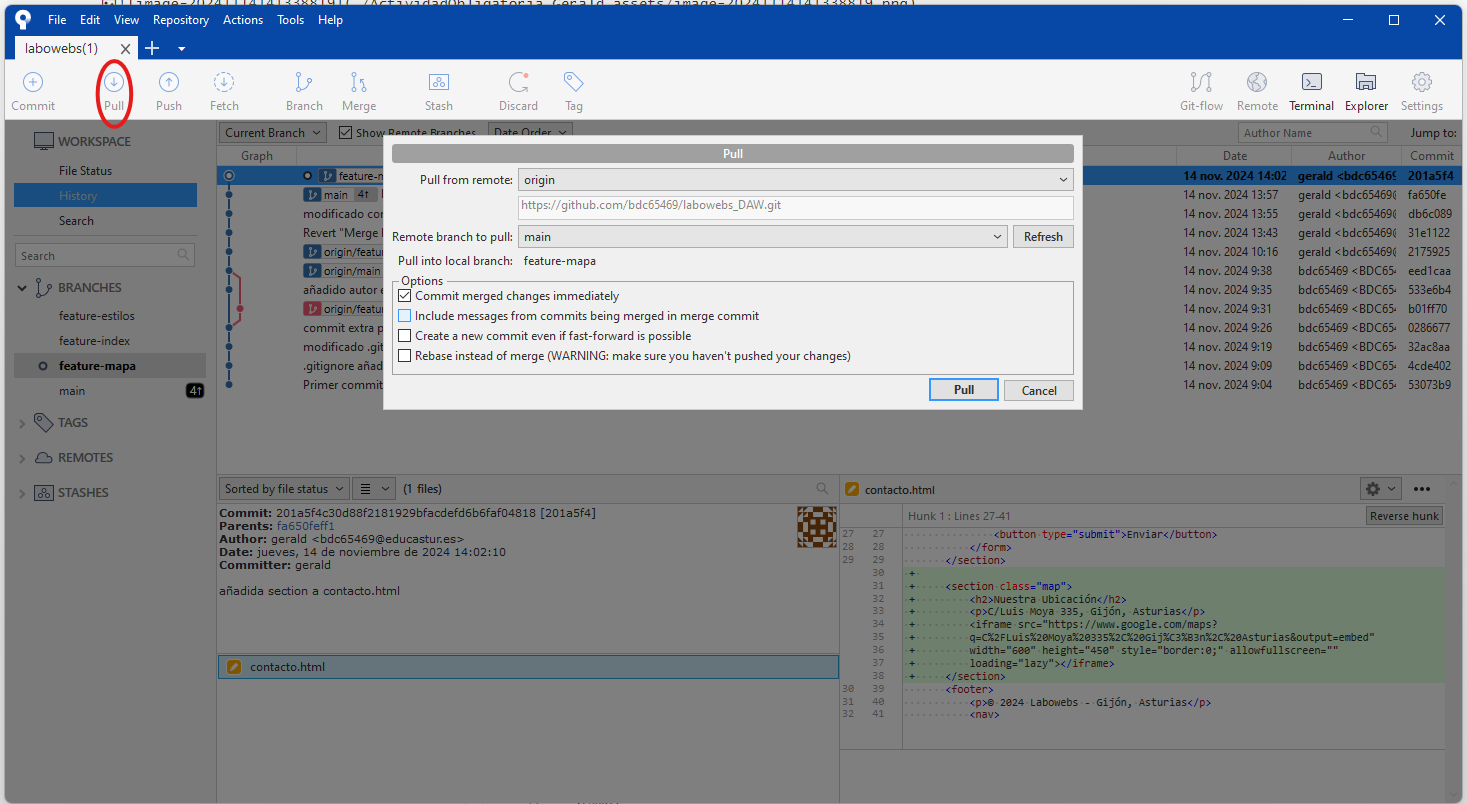 File Edit View Repository Actions Tools Help
labowebs(1)
Commit Pull Push Fetch Branch Merge Stash Discard Tag Git-flow Remote Terminal Explorer Settings
WORKSPACE
File Status
History
Search
Search
BRANCHES
feature-estilos
feature-index
feature-mapa
main 4↑
TAGS
REMOTES
STASHES
Current Branch Show Remote Branches Date Order Author Name Jump to:
Graph Date Author Commit
feature-m 14 nov. 2024 14:02 gerald <bdc65469 201a5f4
main 4↑ 14 nov. 2024 13:57 gerald <bdc65469 fa650fe
modificado con 14 nov. 2024 13:55 gerald <bdc65469 db6c089
Revert "Merge 14 nov. 2024 13:43 gerald <bdc65469 31e1122
origin/featur 14 nov. 2024 10:16 gerald <bdc65469 2175925
origin/main 14 nov. 2024 9:38 bdc65469 <BDC654 eed1caa
añadido autor 14 nov. 2024 9:35 bdc65469 <BDC654 533e6b4
origin/featur 14 nov. 2024 9:31 bdc65469 <BDC654 b01ff70
commit extra p 14 nov. 2024 9:26 bdc65469 <BDC654 0286677
modificado .git 14 nov. 2024 9:19 bdc65469 <BDC654 32ac8aa
.gitignore añad 14 nov. 2024 9:09 bdc65469 <BDC654 4cde402
Primer commit 14 nov. 2024 9:04 bdc65469 <BDC654 53073b9
Pull
Pull from remote: origin
https://github.com/bdc65469/labowebs_DAW.git
Remote branch to pull: main Refresh
Pull into local branch: feature-mapa
Options
Commit merged changes immediately
Include messages from commits being merged in merge commit
Create a new commit even if fast-forward is possible
Rebase instead of merge (WARNING: make sure you haven't pushed your changes)
Pull Cancel
Sorted by file status (1 files)
Commit: 201a5f4c30d88f2181929bfacdefd6b6faf04818 [201a5f4]
Parents: fa650feff1
Author: gerald <bdc65469@educastur.es>
Date: jueves, 14 de noviembre de 2024 14:02:10
Committer: gerald
añadida section a contacto.html
contacto.html
contacto.html
Hunk 1 : Lines 27-41 Reverse hunk
27 27 <button type="submit">Enviar</button>
28 28 </form>
29 29 </section>
30 +
31 + <section class="map">
32 + <h2>Nuestra Ubicación</h2>
33 + <p>C/Luis Moya 335, Gijón, Asturias</p>
34 + <iframe src="https://www.google.com/maps?
35 + q=C%2FLuis%20Moya%20335%2C%20Gij%C3%B3n%2C%20Asturias&output=embed"
36 + width="600" height="450" style="border:0;" allowfullscreen=""
37 + loading="lazy"></iframe>
38 + </section>
30 39 <footer>
31 40 <p>© 2024 Labowebs - Gijón, Asturias</p>
32 41 <nav>